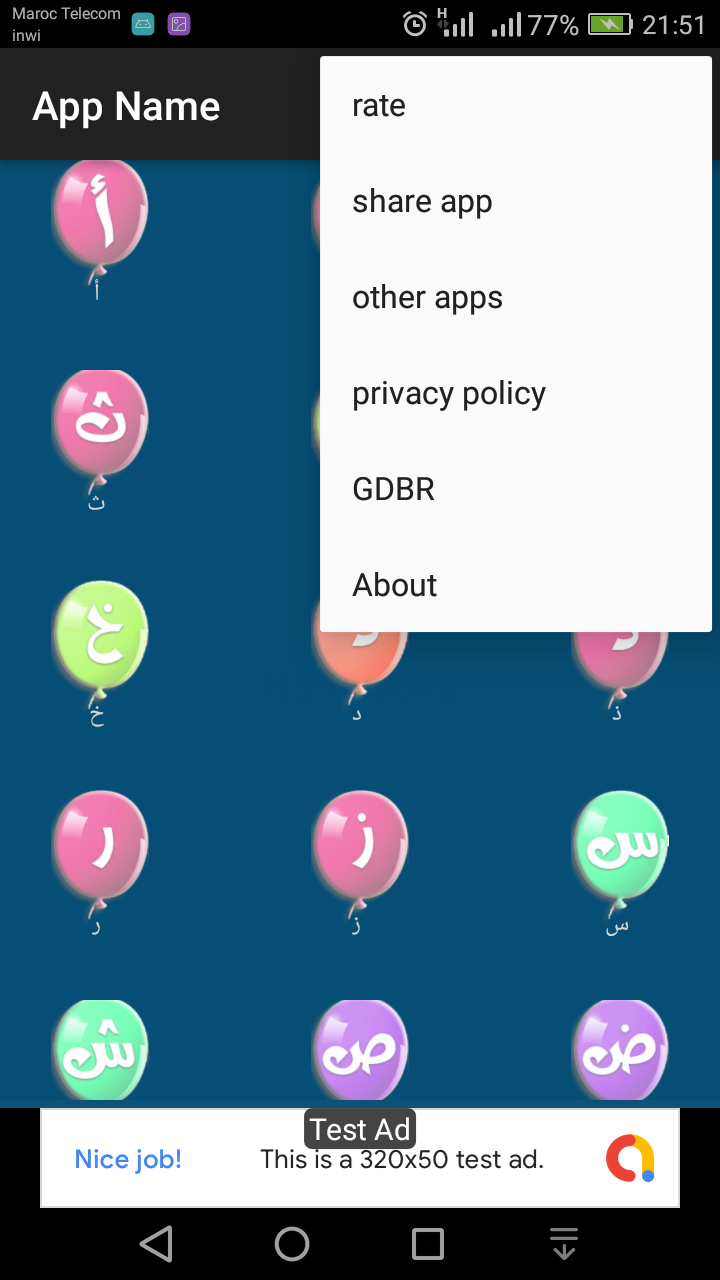 Maroc Telecom
inwi
H 77% 21:51
App Name
rate
share app
other apps
privacy policy
GDBR
About
أ
أ
ث
ث
خ
خ د ذ
ر ز س
ر ز س
ش ص ض
Test Ad
Nice job! This is a 320x50 test ad.